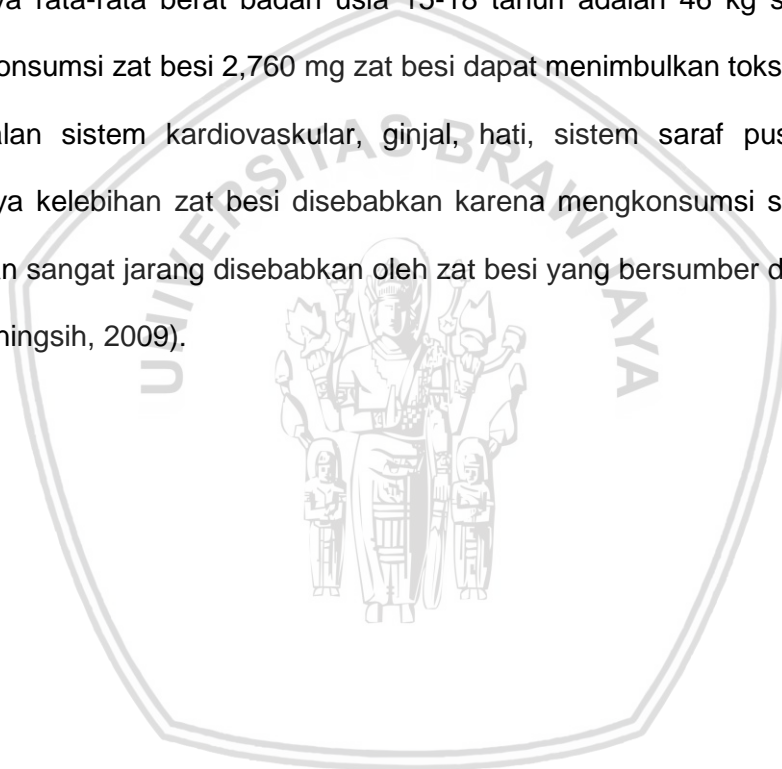 rata-rata berat badan usia 15-18 tahun adalah 46 kg
zat besi 2,760 mg zat besi dapat menimbulkan
sistem kardiovaskular, ginjal, hati, sistem saraf
kelebihan zat besi disebabkan karena mengkonsumsi
sangat jarang disebabkan oleh zat besi yang bersumber
2009).
UNIVERSITAS BRAWIJAYA